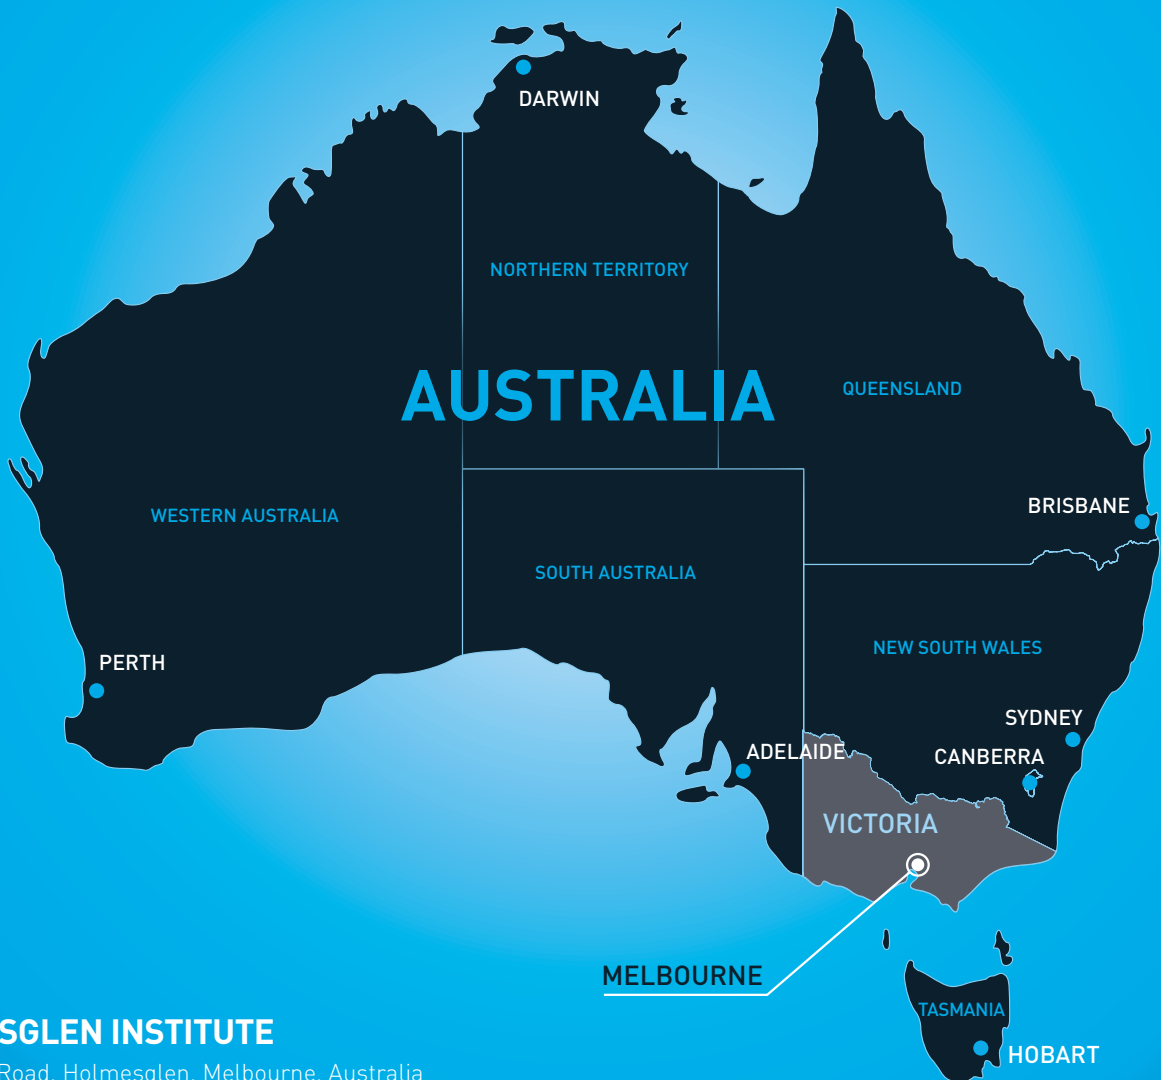 DARWIN
NORTHERN TERRITORY
AUSTRALIA
QUEENSLAND
BRISBANE
WESTERN AUSTRALIA
SOUTH AUSTRALIA
NEW SOUTH WALES
PERTH
SYDNEY
ADELAIDE
CANBERRA
VICTORIA
MELBOURNE
TASMANIA
SGLEN INSTITUTE
HOBART
Road, Holmesglen, Melbourne, Australia